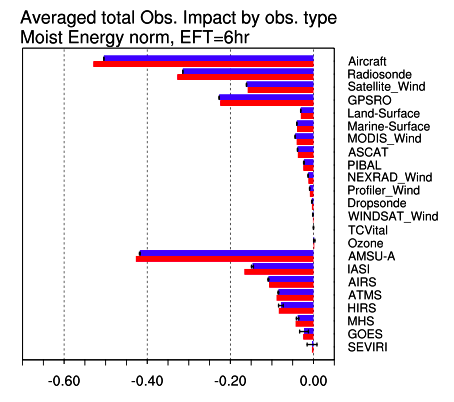 Averaged total Obs. Impact by obs. type
Moist Energy norm, EFT=6hr
Aircraft
Radiosonde
Satellite_Wind
GPSRO
Land-Surface
Marine-Surface
MODIS_Wind
ASCAT
PIBAL
NEXRAD_Wind
Profiler_Wind
Dropsonde
WINDSAT_Wind
TCVital
Ozone
AMSU-A
IASI
AIRS
ATMS
HIRS
MHS
GOES
SEVIRI
-0.60 -0.40 -0.20 0.00